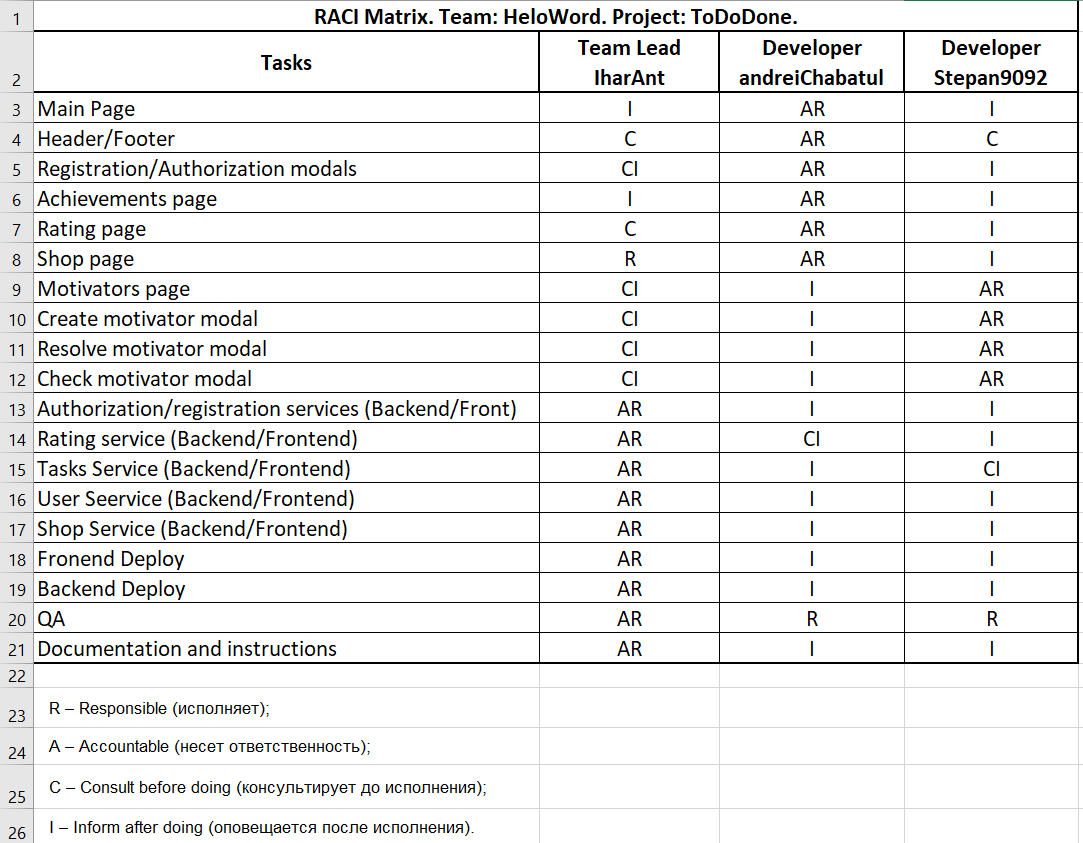 1 RACI Matrix. Team: HeloWord. Project: ToDoDone.
2 Tasks Team Lead IharAnt Developer andreiChabatul Developer Stepan9092
3 Main Page I AR I
4 Header/Footer C AR C
5 Registration/Authorization modals CI AR I
6 Achievements page I AR I
7 Rating page C AR I
8 Shop page R AR I
9 Motivators page CI I AR
10 Create motivator modal CI I AR
11 Resolve motivator modal CI I AR
12 Check motivator modal CI I AR
13 Authorization/registration services (Backend/Front) AR I I
14 Rating service (Backend/Frontend) AR CI I
15 Tasks Service (Backend/Frontend) AR I CI
16 User Seervice (Backend/Frontend) AR I I
17 Shop Service (Backend/Frontend) AR I I
18 Fronend Deploy AR I I
19 Backend Deploy AR I I
20 QA AR R R
21 Documentation and instructions AR I I
22
23 R – Responsible (исполняет);
24 A – Accountable (несет ответственность);
25 C – Consult before doing (консультирует до исполнения);
26 I – Inform after doing (оповещается после исполнения).